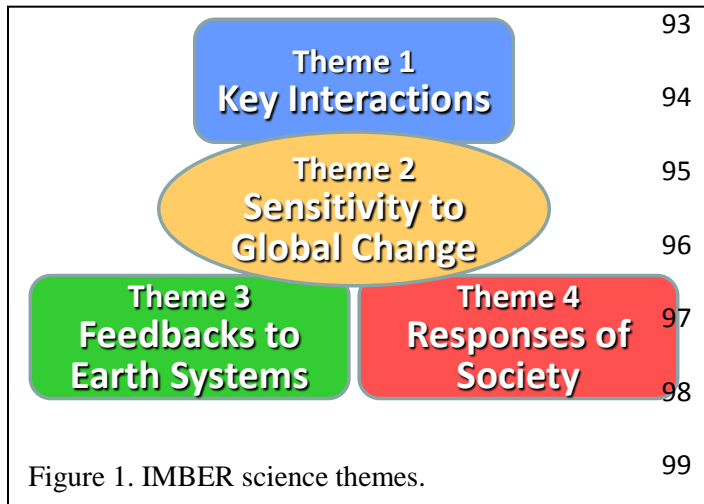 93
Theme 1
Key Interactions
94
Theme 2
95
Sensitivity to
Global Change
96
Theme 3
Feedbacks to
Earth Systems
Theme 4
97
Responses of
Society
98
Figure 1. IMBER science themes.
99